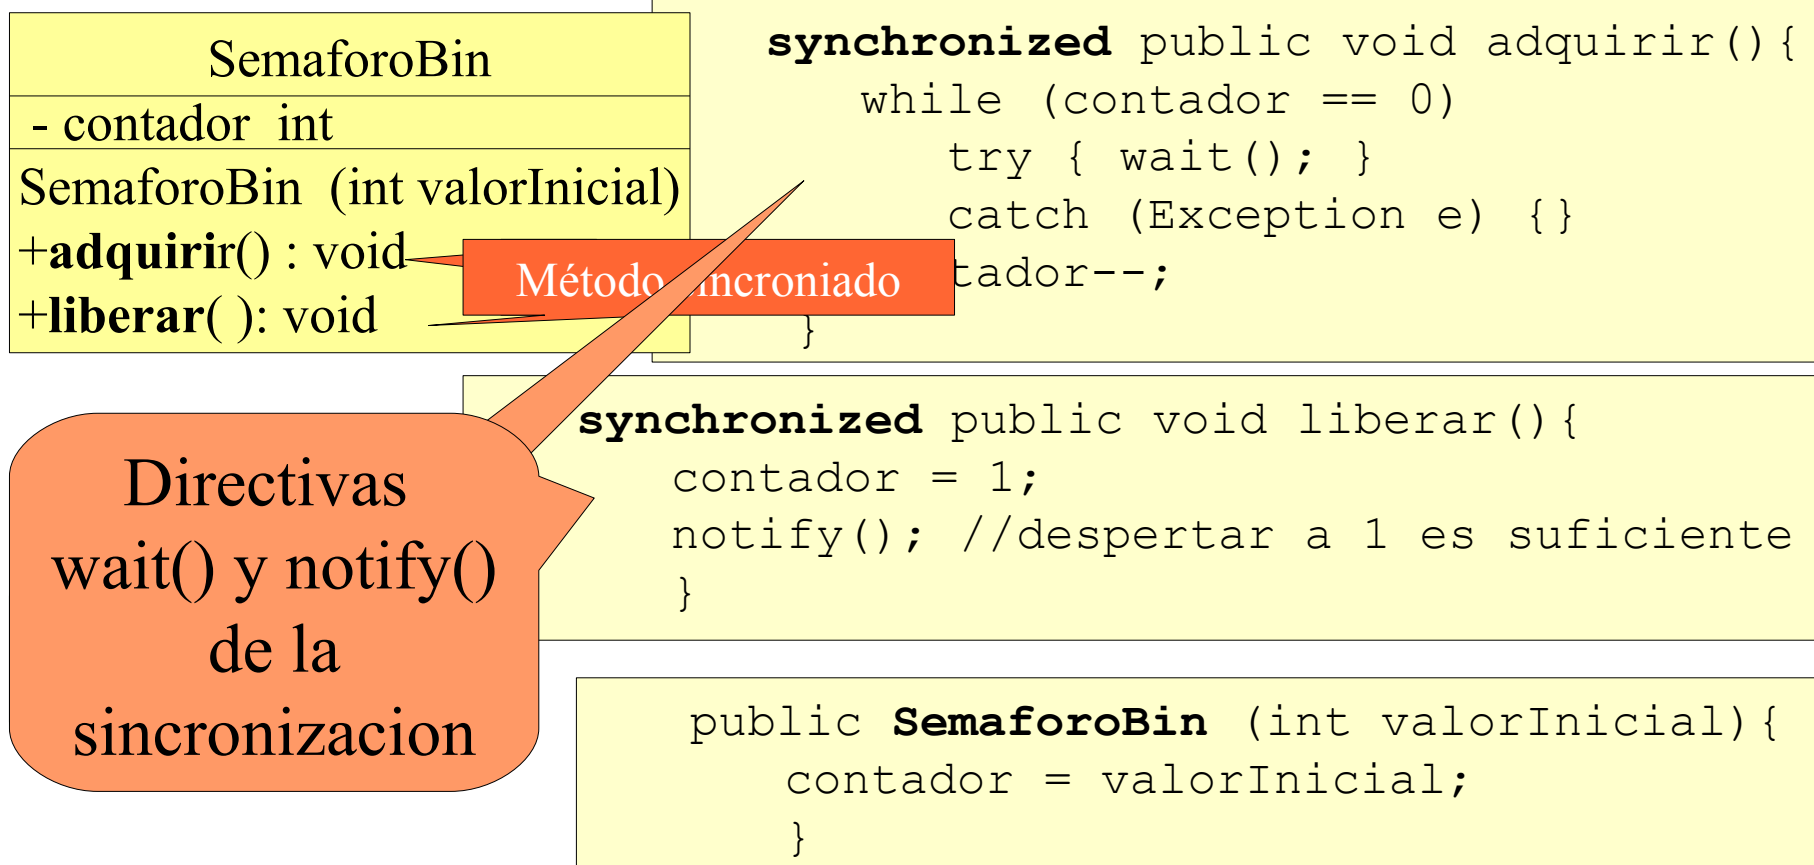 SemaforoBin
- contador int
SemaforoBin (int valorInicial)
+adquirir() : void
+liberar( ): void
Método incroniado
synchronized public void adquirir(){
while (contador == 0)
try { wait(); }
catch (Exception e) {}
tador--;
}
Directivas
wait() y notify()
de la
sincronizacion
synchronized public void liberar(){
contador = 1;
notify(); //despertar a 1 es suficiente
}
public SemaforoBin (int valorInicial){
contador = valorInicial;
}